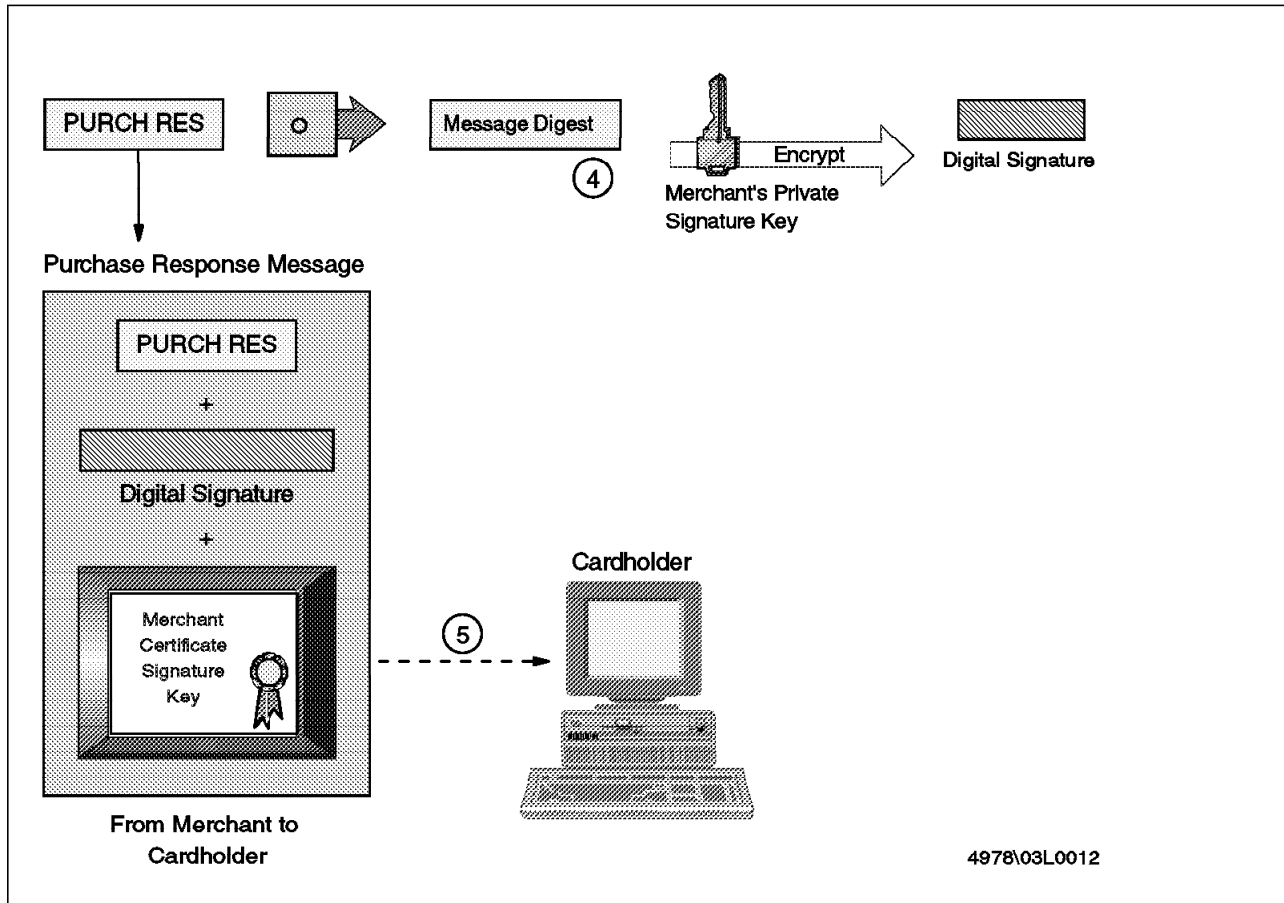 PURCH RES
Message Digest
4
Encrypt
Merchant's Private
Signature Key
Digital Signature
Purchase Response Message
PURCH RES
+
Digital Signature
+
Merchant
Certificate
Signature
Key
5
Cardholder
From Merchant to
Cardholder
4978\03L0012